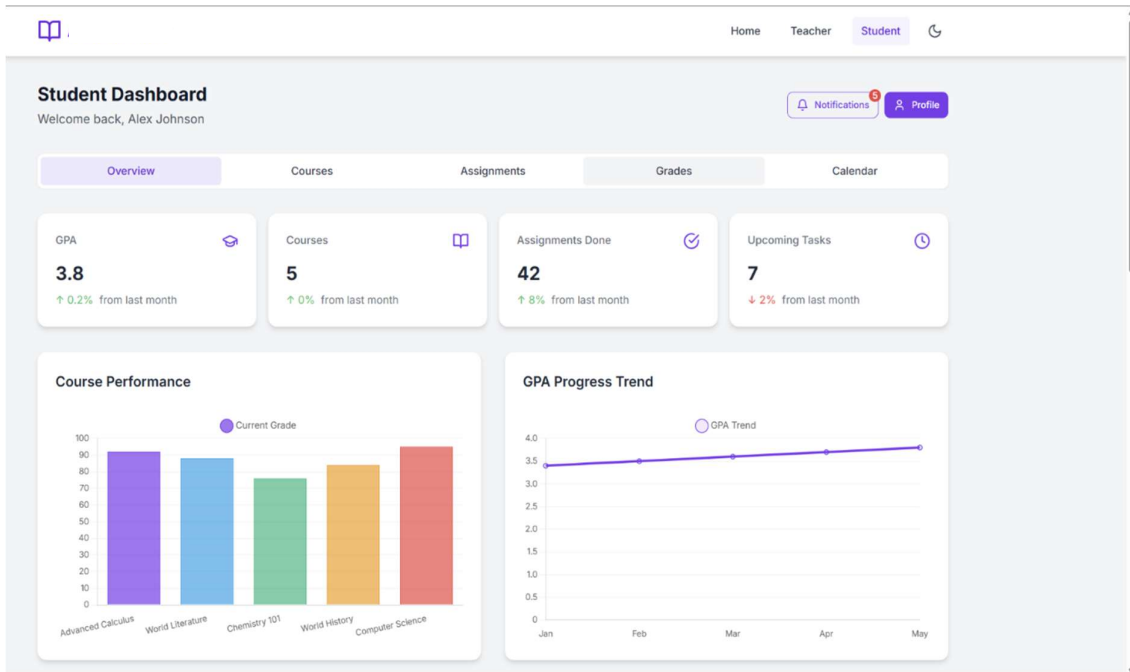 Home Teacher Student
Student Dashboard
Welcome back, Alex Johnson
Notifications 5 Profile
Overview Courses Assignments Grades Calendar
GPA
3.8
↑ 0.2% from last month
Courses
5
↑ 0% from last month
Assignments Done
42
↑ 8% from last month
Upcoming Tasks
7
↓ 2% from last month
Course Performance
Current Grade
100
90
80
70
60
50
40
30
20
10
0
Advanced Calculus World Literature Chemistry 101 World History Computer Science
GPA Progress Trend
GPA Trend
4.0
3.5
3.0
2.5
2.0
1.5
1.0
0.5
0
Jan Feb Mar Apr May